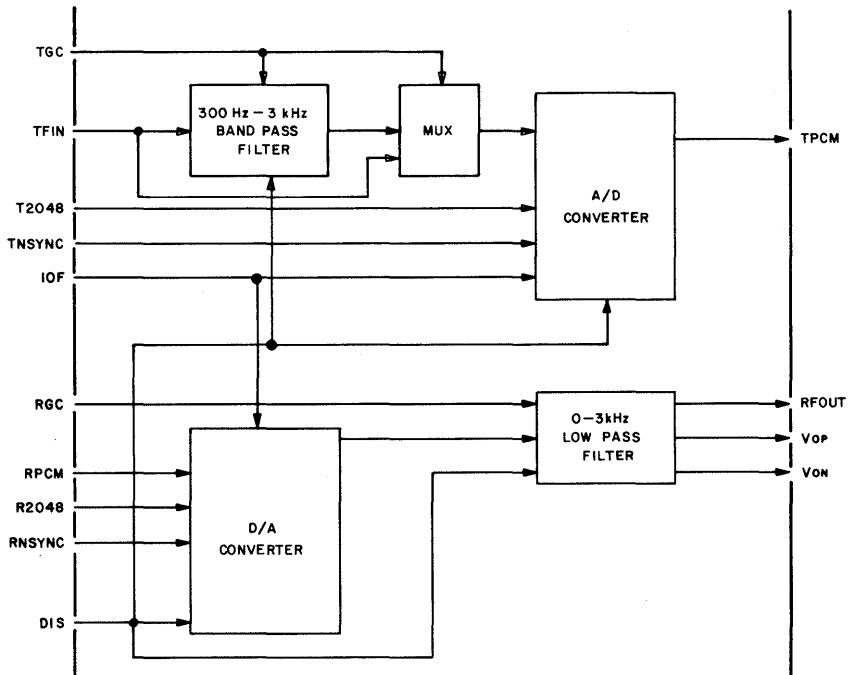 TGC
300 Hz – 3 kHz
BAND PASS
FILTER
MUX
TFIN
A/D
CONVERTER
TPCM
T2048
TNSYNC
IOF
RGC
0–3kHz
LOW PASS
FILTER
RFOUT
VOP
VON
RPCM
R2048
RNSYNC
D/A
CONVERTER
DIS